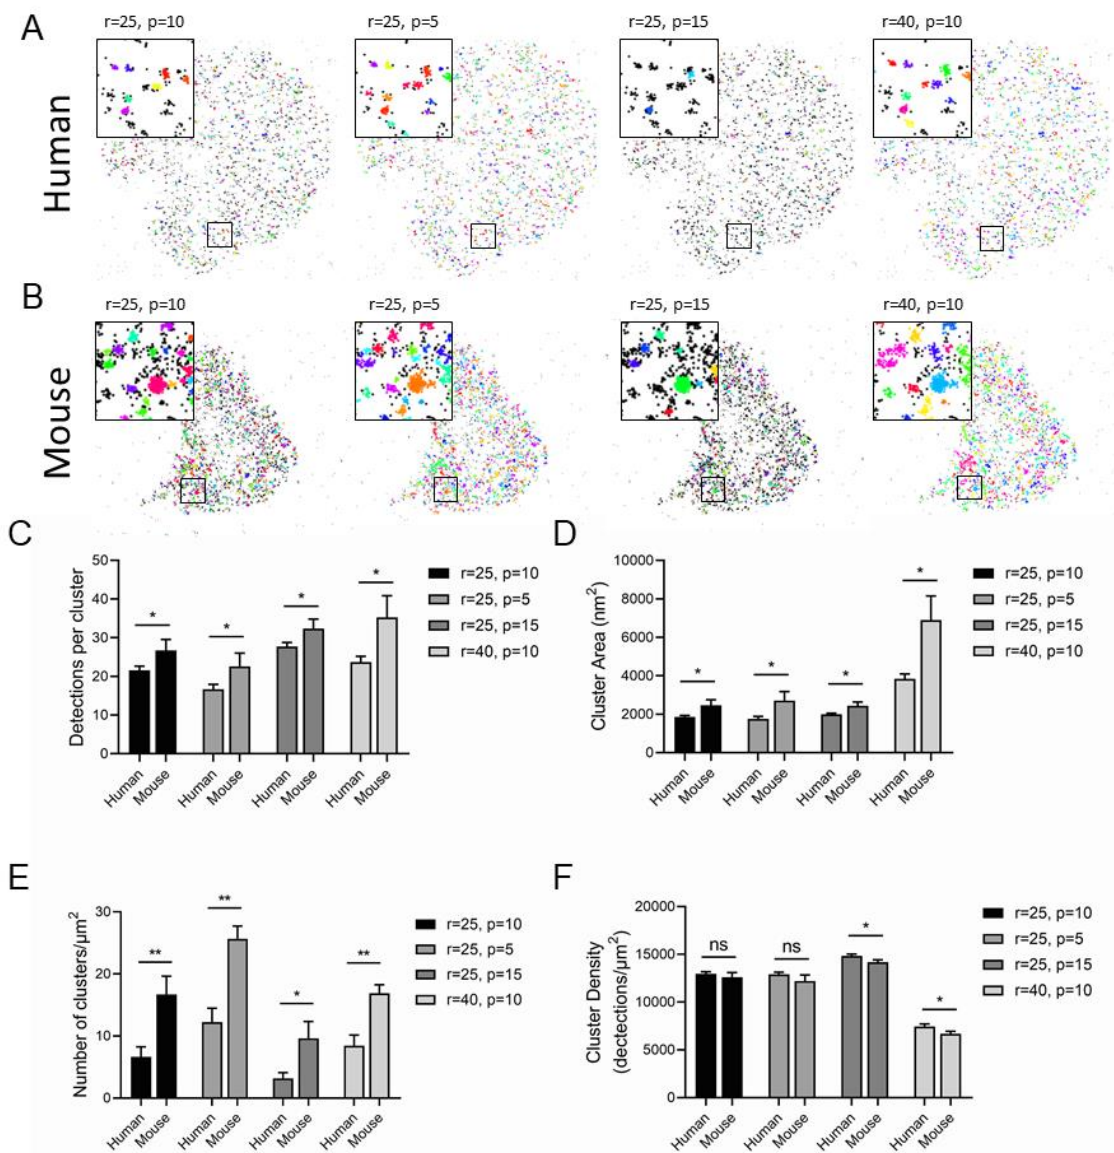 A
r=25, p=10
r=25, p=5
r=25, p=15
r=40, p=10
Human
B
r=25, p=10
r=25, p=5
r=25, p=15
r=40, p=10
Mouse
C
Detections per cluster
50
40
30
20
10
0
*
*
*
*
Human
Mouse
Human
Mouse
Human
Mouse
Human
Mouse
r=25, p=10
r=25, p=5
r=25, p=15
r=40, p=10
D
Cluster Area (nm²)
10000
8000
6000
4000
2000
0
*
*
*
*
Human
Mouse
Human
Mouse
Human
Mouse
Human
Mouse
r=25, p=10
r=25, p=5
r=25, p=15
r=40, p=10
E
Number of clusters/μm²
30
20
10
0
**
**
*
**
Human
Mouse
Human
Mouse
Human
Mouse
Human
Mouse
r=25, p=10
r=25, p=5
r=25, p=15
r=40, p=10
F
Cluster Density
(dectections/μm²)
20000
15000
10000
5000
0
ns
ns
*
*
Human
Mouse
Human
Mouse
Human
Mouse
Human
Mouse
r=25, p=10
r=25, p=5
r=25, p=15
r=40, p=10